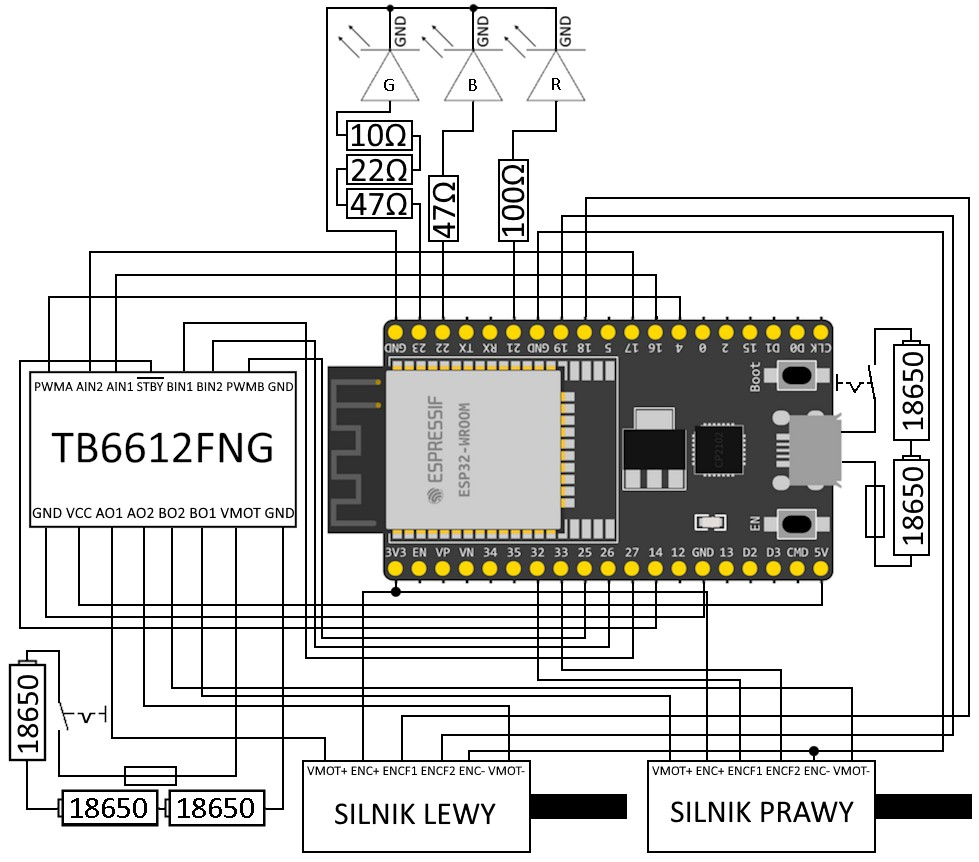 GND GND GND
G B R
10Ω
22Ω
47Ω
47Ω
100Ω
GND 23 22 TX RX 21 GND 19 18 5 17 16 4 0 2 15 D1 D0 CLK
PWMA AIN2 AIN1 STBY BIN1 BIN2 PWMB GND
TB6612FNG
GND VCC AO1 AO2 BO2 BO1 VMOT GND
ESPRESSIF
ESP32-WROOM
CP2102
Boot
EN
18650
18650
3V3 EN VP VN 34 35 32 33 25 26 27 14 12 GND 13 D2 D3 CMD 5V
18650
18650 18650
VMOT+ ENC+ ENCF1 ENCF2 ENC- VMOT-
SILNIK LEWY
VMOT+ ENC+ ENCF1 ENCF2 ENC- VMOT-
SILNIK PRAWY